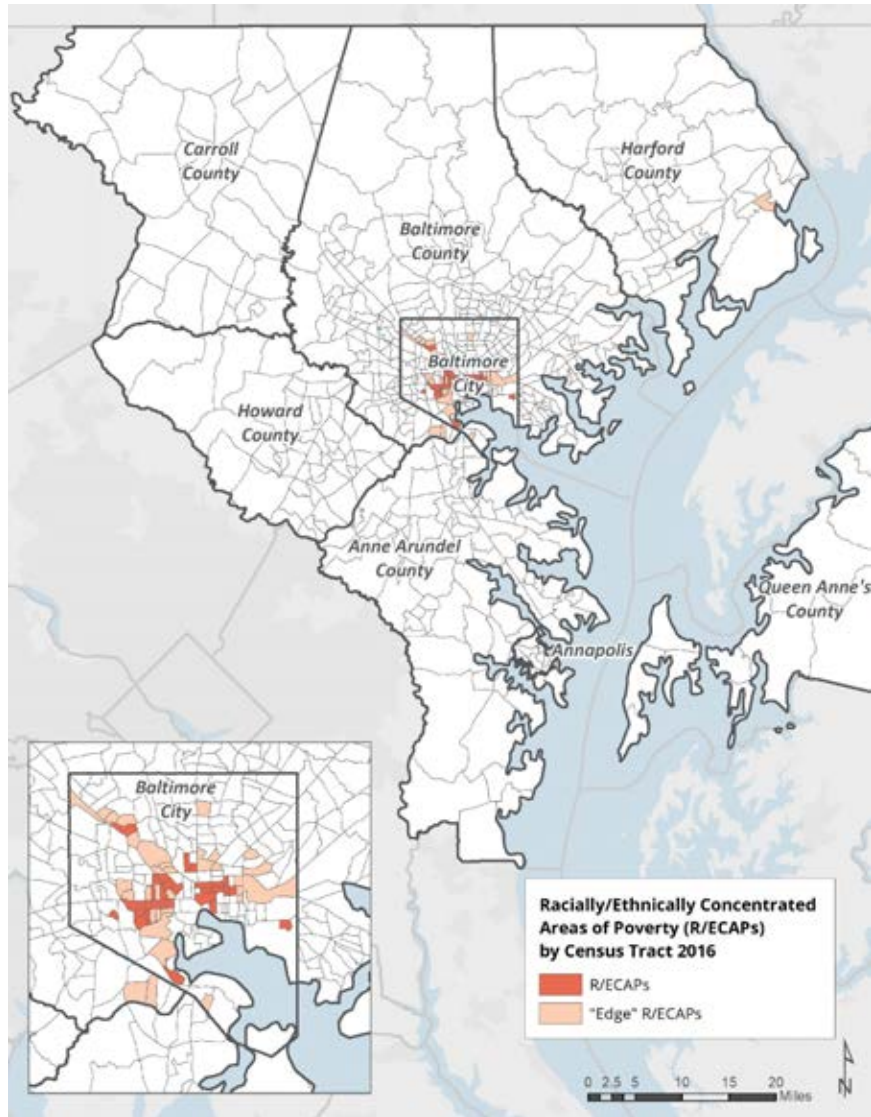 Carroll
County
Harford
County
Baltimore
County
Baltimore
City
Howard
County
Anne Arundel
County
Queen Anne's
County
Annapolis
Baltimore
City
Racially/Ethnically Concentrated
Areas of Poverty (R/ECAPs)
by Census Tract 2016
R/ECAPs
"Edge" R/ECAPs
N
0 2.5 5 10 15 20
Miles